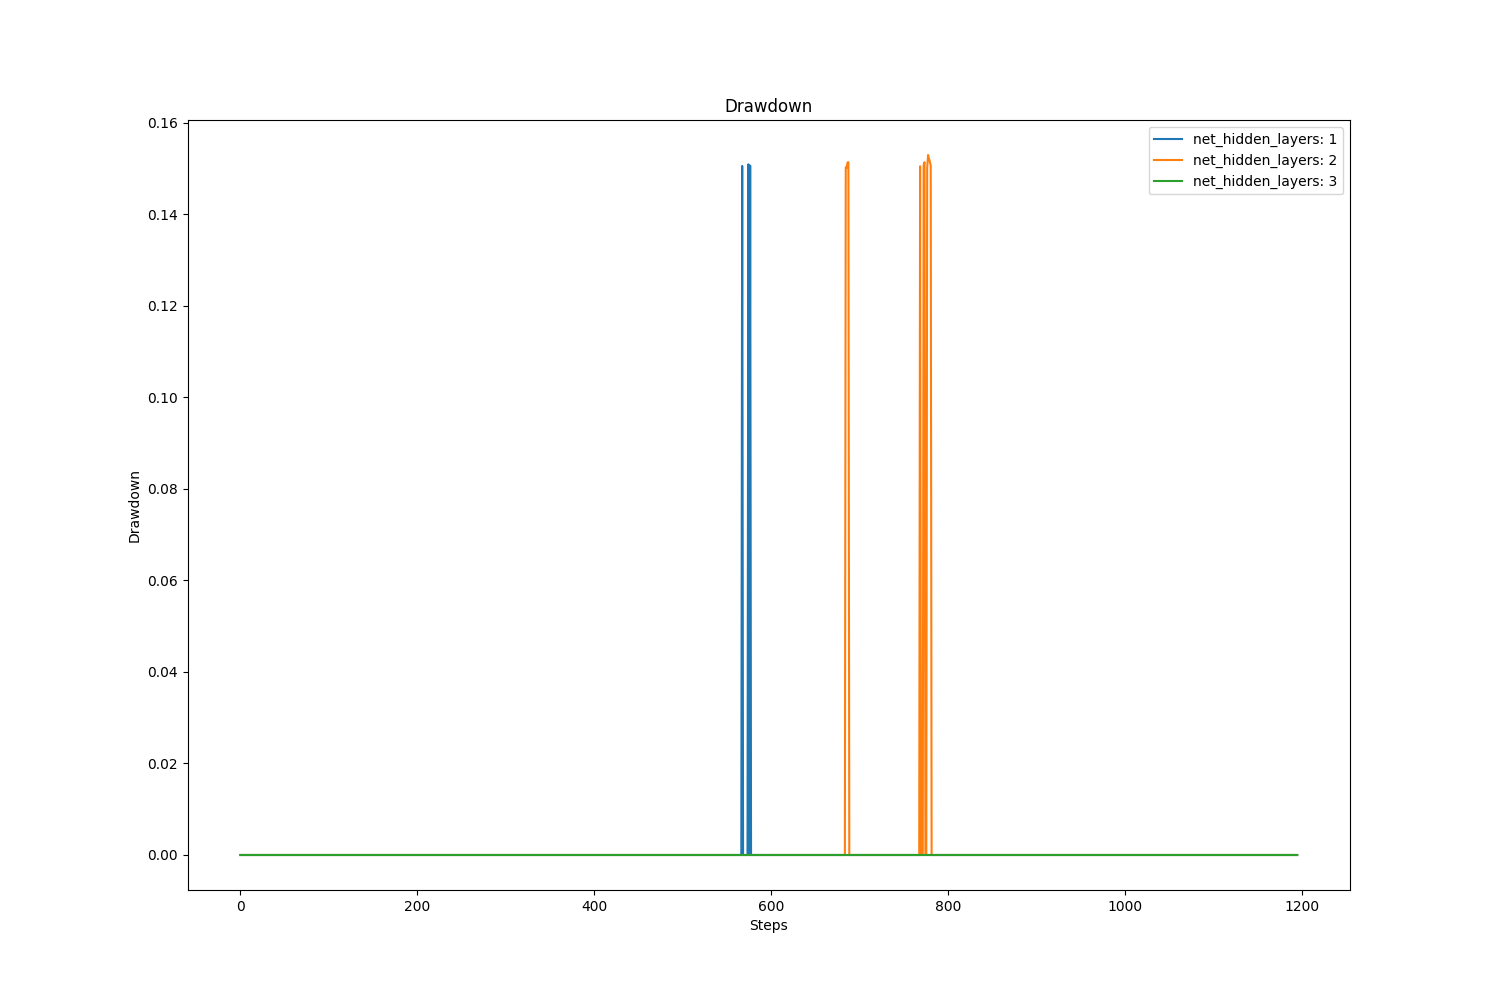 Drawdown
net_hidden_layers: 1
net_hidden_layers: 2
net_hidden_layers: 3
0.16
0.14
0.12
0.10
0.08
0.06
0.04
0.02
0.00
Drawdown
0 200 400 600 800 1000 1200
Steps